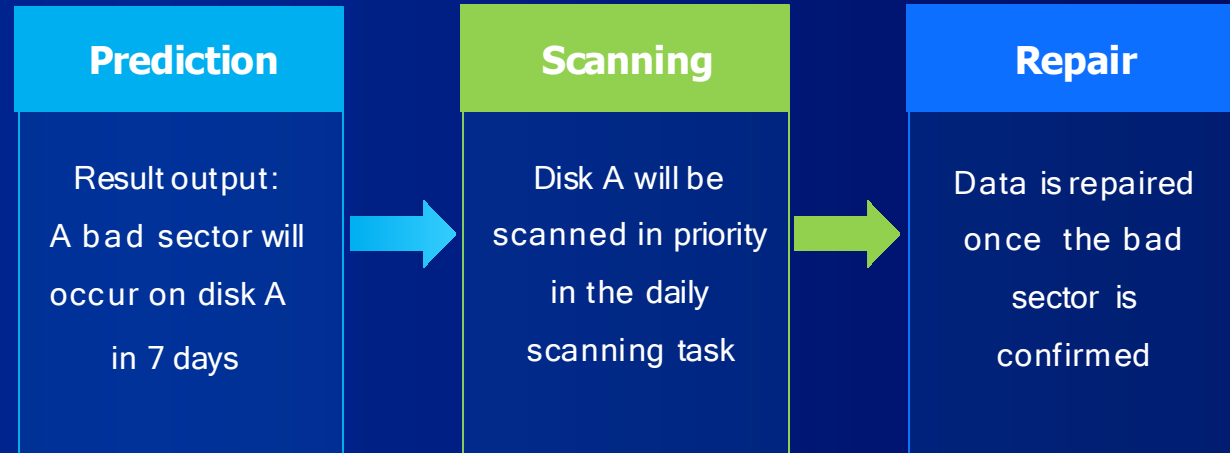 Prediction
Result output:
A bad sector will
occur on disk A
in 7 days
Scanning
Disk A will be
scanned in priority
in the daily
scanning task
Repair
Data is repaired
once the bad
sector is
confirmed